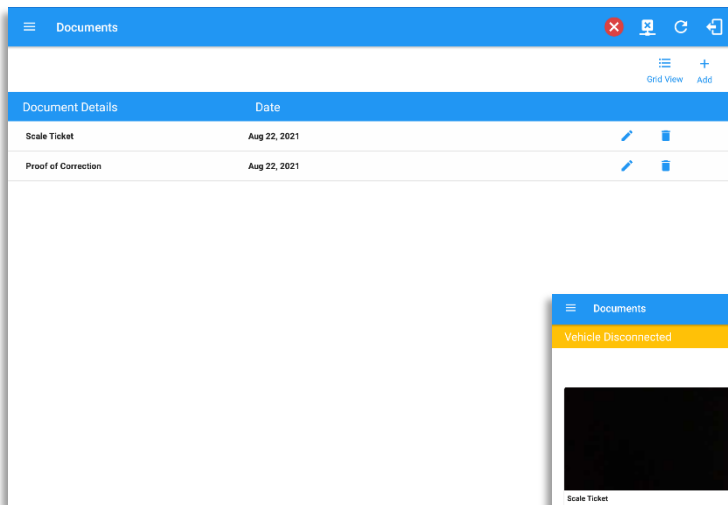 Documents
Grid View Add
Document Details Date
Scale Ticket Aug 22, 2021
Proof of Correction Aug 22, 2021
Documents
Vehicle Disconnected
Scale Ticket